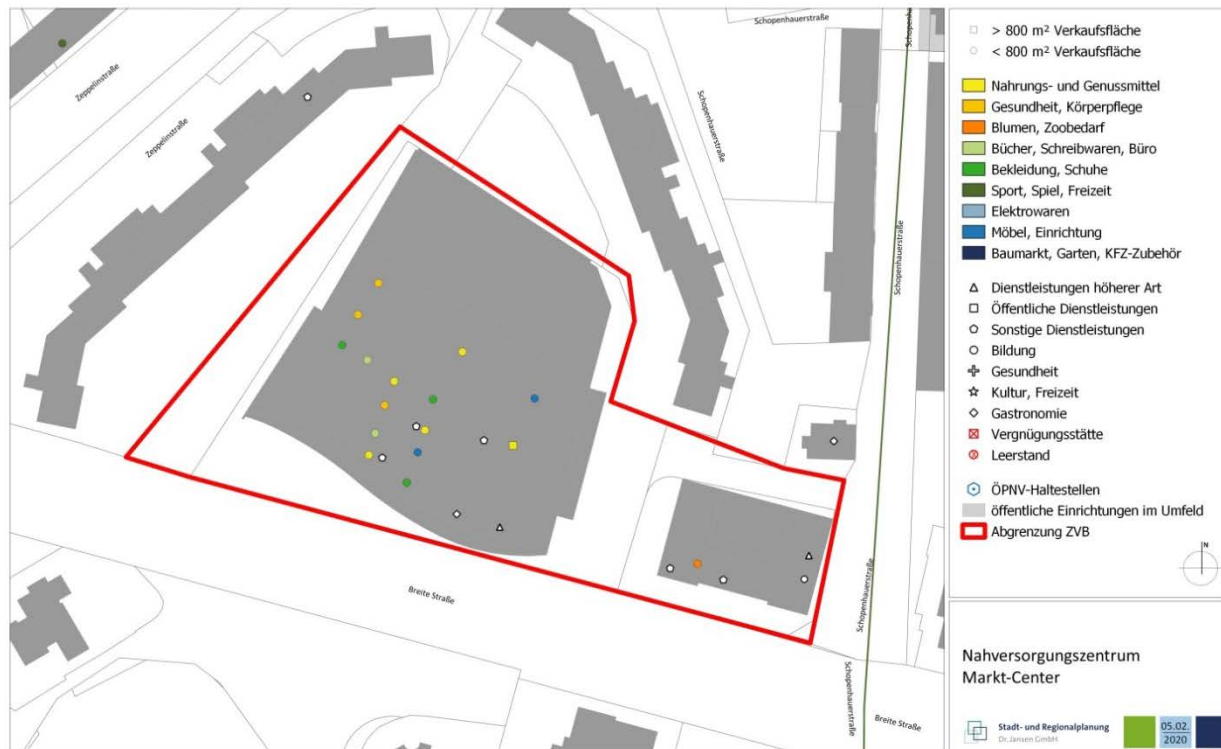 Schopenhauerstraße
Schopenhauerstraße
Zeppelinstraße
Zeppelinstraße
Schopenhauerstraße
Schopenhauerstraße
Schopenhauerstraße
Breite Straße
Schopenhauerstraße
Breite Straße
> 800 m² Verkaufsfläche
< 800 m² Verkaufsfläche
Nahrungs- und Genussmittel
Gesundheit, Körperpflege
Blumen, Zoobedarf
Bücher, Schreibwaren, Büro
Bekleidung, Schuhe
Sport, Spiel, Freizeit
Elektrowaren
Möbel, Einrichtung
Baumarkt, Garten, KFZ-Zubehör
Dienstleistungen höherer Art
Öffentliche Dienstleistungen
Sonstige Dienstleistungen
Bildung
Gesundheit
Kultur, Freizeit
Gastronomie
Vergnügungsstätte
Leerstand
ÖPNV-Haltestellen
öffentliche Einrichtungen im Umfeld
Abgrenzung ZVB
N
Nahversorgungszentrum
Markt-Center
Stadt- und Regionalplanung
Dr. Jansen GmbH
05.02.
2020